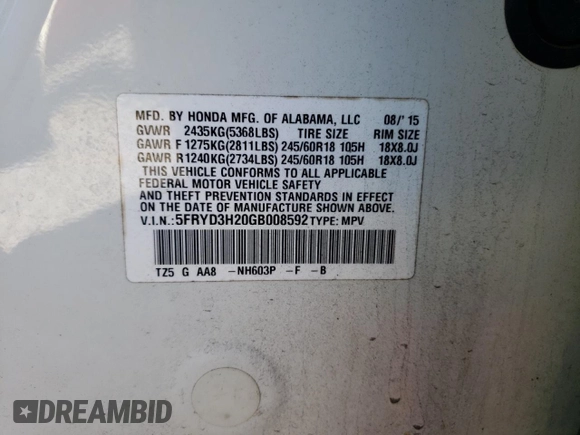 MFD. BY HONDA MFG. OF ALABAMA, LLC 08/'15
GVWR 2435KG(5368LBS) TIRE SIZE RIM SIZE
GAWR F 1275KG(2811LBS) 245/60R18 105H 18X8.0J
GAWR R1240KG(2734LBS) 245/60R18 105H 18X8.0J
THIS VEHICLE CONFORMS TO ALL APPLICABLE
FEDERAL MOTOR VEHICLE SAFETY
AND THEFT PREVENTION STANDARDS IN EFFECT
ON THE DATE OF MANUFACTURE SHOWN ABOVE.
V.I.N.:5FRYD3H20GB008592 TYPE: MPV
TZ5 G AA8 -NH603P -F -B
DREAMBID